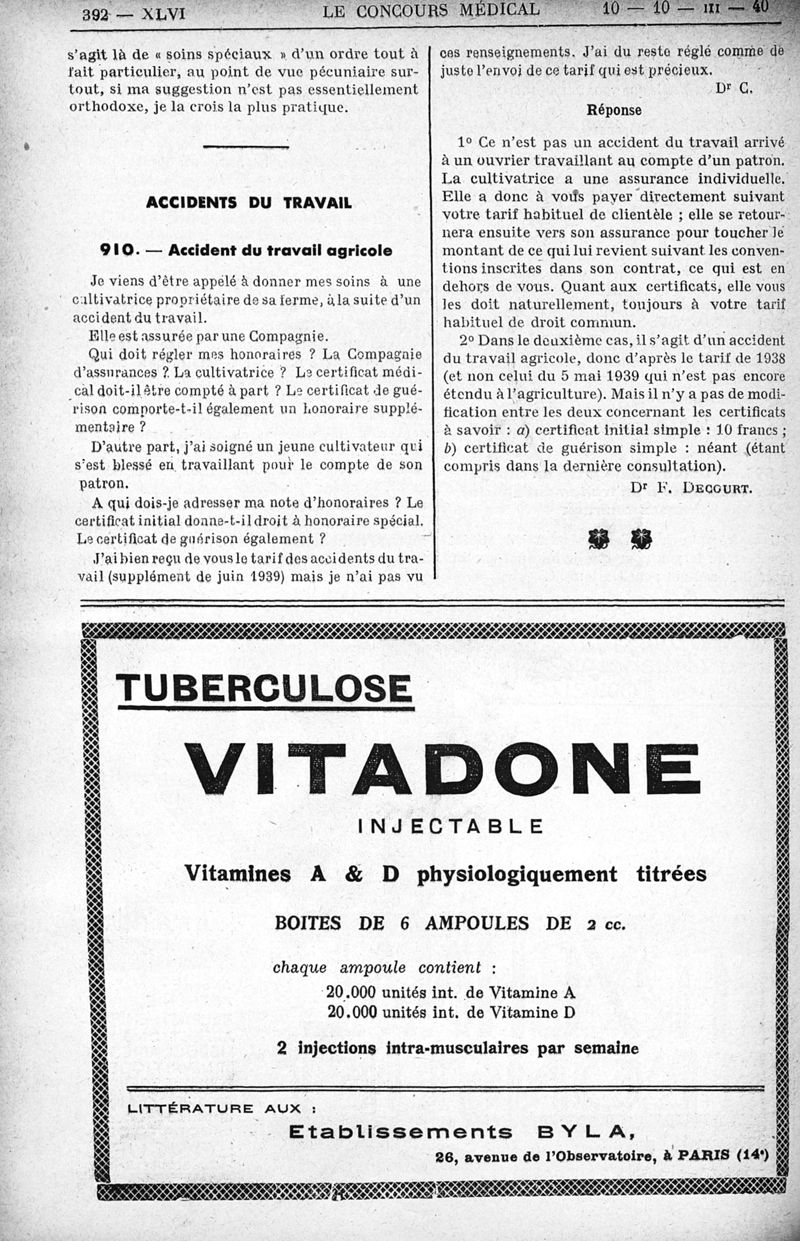 392 — XLVI LE CONCOURS MÉDICAL 10 — 10 — III — 40
s'agit là de « soins spéciaux » d'un ordre tout à
fait particulier, au point de vue pécuniaire sur-
tout, si ma suggestion n'est pas essentiellement
orthodoxe, je la crois la plus pratique.
ACCIDENTS DU TRAVAIL
910. — Accident du travail agricole
Je viens d'être appelé à donner mes soins à une
cultivatrice propriétaire de sa ferme, à la suite d'un
accident du travail.
Elle est assurée par une Compagnie.
Qui doit régler mes honoraires ? La Compagnie
d'assurances ? La cultivatrice ? Le certificat médi-
cal doit-il être compté à part ? Le certificat de gué-
rison comporte-t-il également un honoraire supplé-
mentaire ?
D'autre part, j'ai soigné un jeune cultivateur qui
s'est blessé en travaillant pour le compte de son
patron.
A qui dois-je adresser ma note d'honoraires ? Le
certificat initial donne-t-il droit à honoraire spécial.
Le certificat de guérison également ?
J'ai bien reçu de vous le tarif des accidents du tra-
vail (supplément de juin 1939) mais je n'ai pas vu
ces renseignements. J'ai du reste réglé comme de
juste l'envoi de ce tarif qui est précieux.
Dr C.
Réponse
1o Ce n'est pas un accident du travail arrivé
à un ouvrier travaillant au compte d'un patron.
La cultivatrice a une assurance individuelle.
Elle a donc à vous payer directement suivant
votre tarif habituel de clientèle ; elle se retour-
nera ensuite vers son assurance pour toucher le
montant de ce qui lui revient suivant les conven-
tions inscrites dans son contrat, ce qui est en
dehors de vous. Quant aux certificats, elle vous
les doit naturellement, toujours à votre tarif
habituel de droit commun.
2o Dans le deuxième cas, il s'agit d'un accident
du travail agricole, donc d'après le tarif de 1938
(et non celui du 5 mai 1939 qui n'est pas encore
étendu à l'agriculture). Mais il n'y a pas de modi-
fication entre les deux concernant les certificats
à savoir : a) certificat initial simple : 10 francs ;
b) certificat de guérison simple : néant (étant
compris dans la dernière consultation).
Dr F. DECOURT.
TUBERCULOSE
VITADONE
INJECTABLE
Vitamines A & D physiologiquement titrées
BOITES DE 6 AMPOULES DE 2 cc.
chaque ampoule contient :
20.000 unités int. de Vitamine A
20.000 unités int. de Vitamine D
2 injections intra-musculaires par semaine
LITTÉRATURE AUX :
Etablissements BYLA,
26, avenue de l'Observatoire, à PARIS (14e)